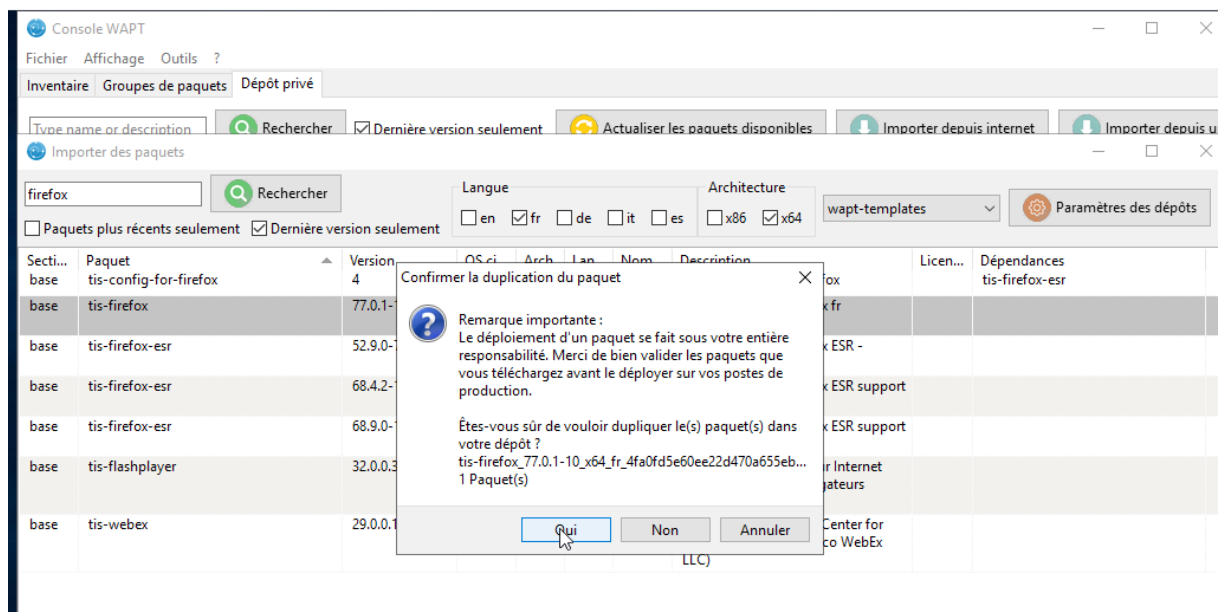 Console WAPT
Fichier Affichage Outils ?
Inventaire Groupes de paquets Dépôt privé
Type name or description Rechercher Dernière version seulement Actualiser les paquets disponibles Importer depuis internet Importer depuis u
Importer des paquets
firefox Rechercher
Langue
en fr de it es
Architecture
x86 x64
wapt-templates
Paramètres des dépôts
Paquets plus récents seulement Dernière version seulement
Secti... Paquet Version OS ci Arch Lan Nom Description Licen... Dépendances
base tis-config-for-firefox 4 fox tis-firefox-esr
base tis-firefox 77.0.1- x fr
base tis-firefox-esr 52.9.0- x ESR -
base tis-firefox-esr 68.4.2- x ESR support
base tis-firefox-esr 68.9.0- x ESR support
base tis-flashplayer 32.0.0.3 r Internet
gateurs
base tis-webex 29.0.0.1 Center for
co WebEx
LLC)
Confirmer la duplication du paquet
Remarque importante :
Le déploiement d'un paquet se fait sous votre entière
responsabilité. Merci de bien valider les paquets que
vous téléchargez avant le déployer sur vos postes de
production.
Êtes-vous sûr de vouloir dupliquer le(s) paquet(s) dans
votre dépôt ?
tis-firefox_77.0.1-10_x64_fr_4fa0fd5e60ee22d470a655eb...
1 Paquet(s)
Oui Non Annuler